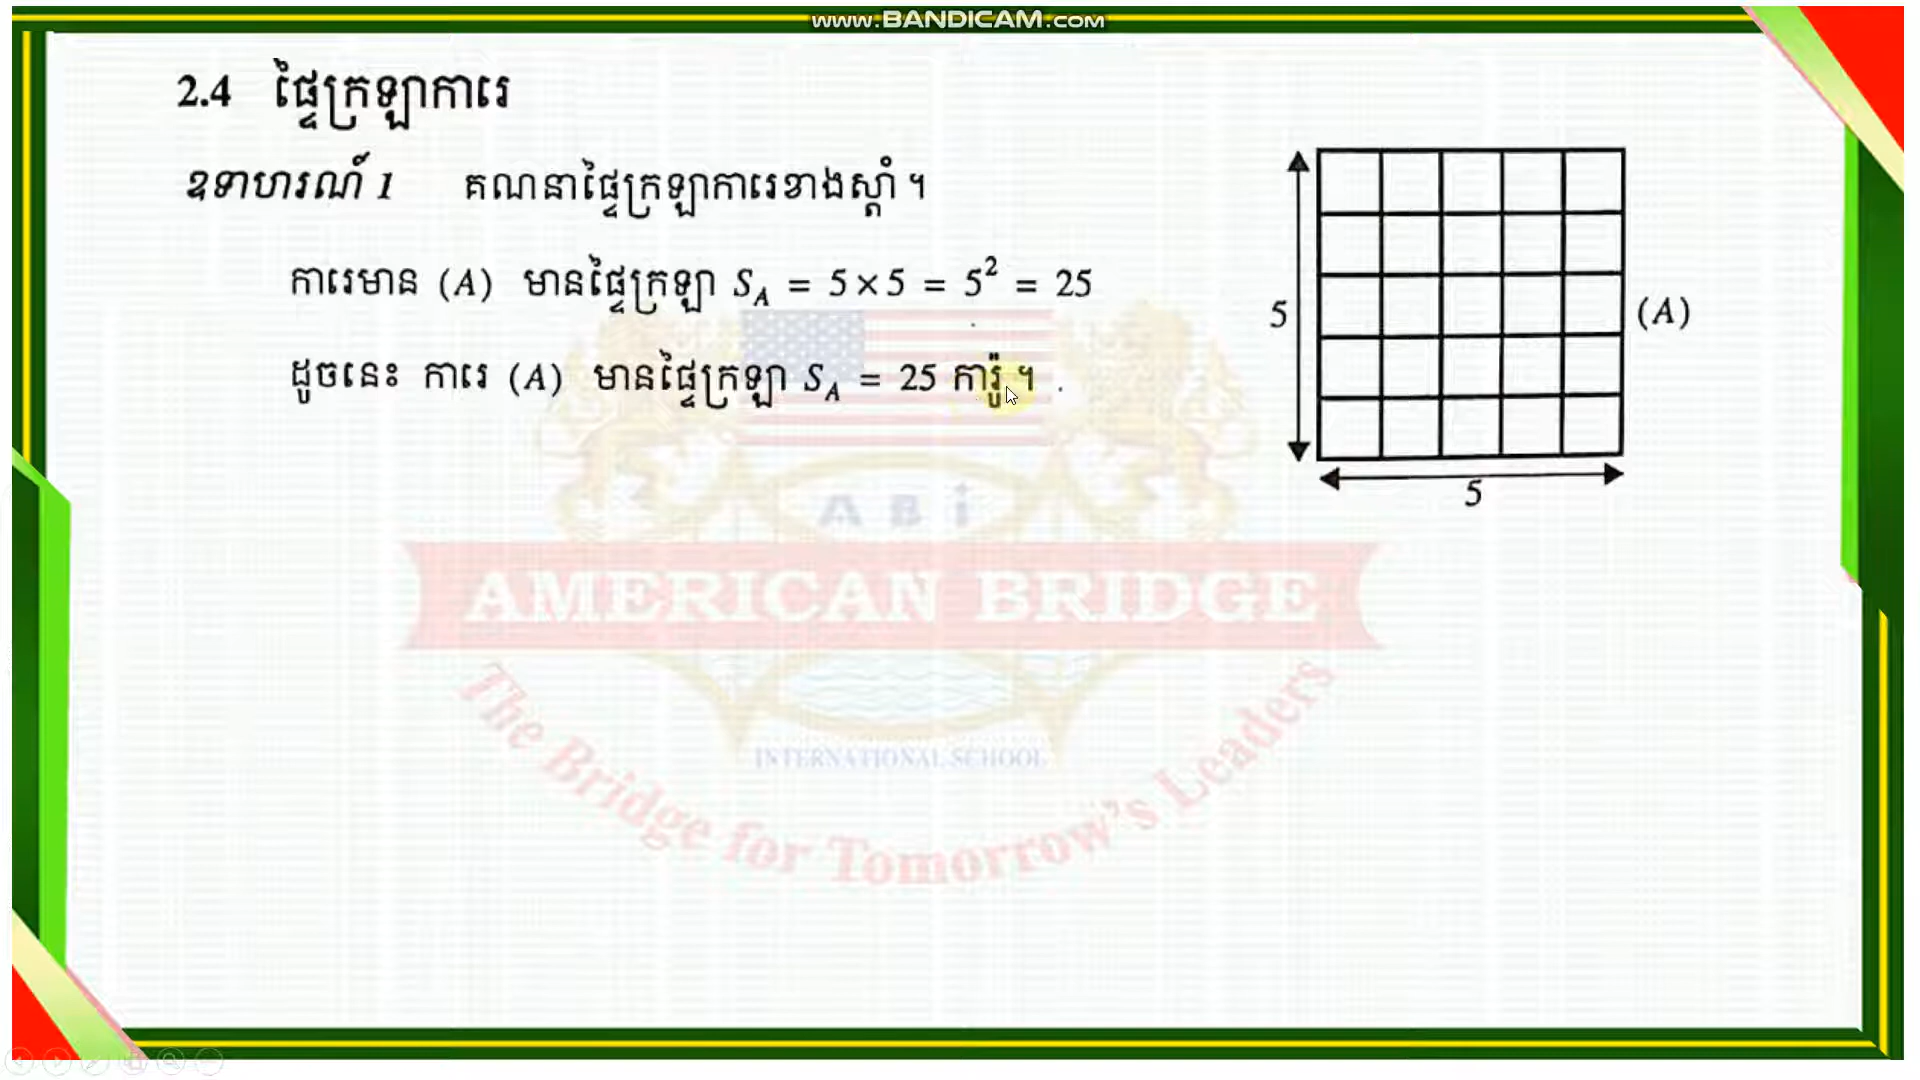 www.BANDICAM.com
2.4 ផ្ទៃក្រឡាការេ
ឧទាហរណ៍ 1 គណនាផ្ទៃក្រឡាការេខាងស្តាំ ។
ការេមាន (A) មានផ្ទៃក្រឡា S_A = 5 × 5 = 5² = 25
ដូចនេះ ការេ (A) មានផ្ទៃក្រឡា S_A = 25 ការ៉ូ ។
5
(A)
5
ABi
AMERICAN BRIDGE
INTERNATIONAL SCHOOL
The Bridge for Tomorrow's Leaders